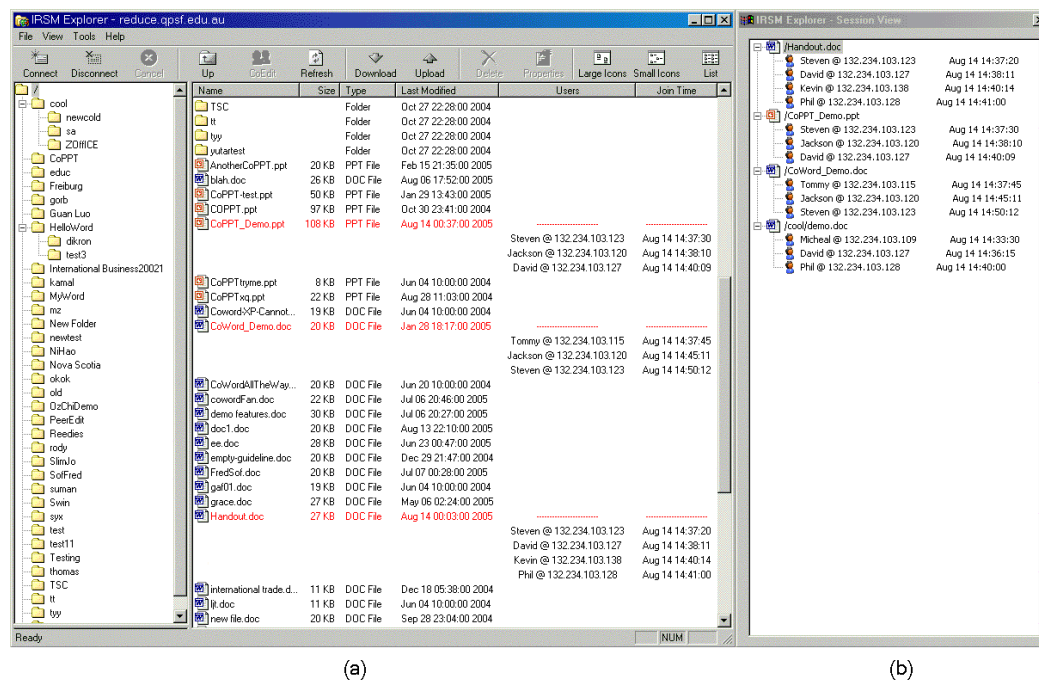 IRSM Explorer - reduce.qpsf.edu.au
File View Tools Help
Connect Disconnect Cancel Up CoEdit Refresh Download Upload Delete Properties Large Icons Small Icons List
/
cool
newcold
sa
ZOffICE
CoPPT
educ
Freiburg
gorb
Guan Luo
HelloWord
dikron
test3
International Business20021
kamal
MyWord
mz
New Folder
newtest
NiHao
Nova Scotia
okok
old
OzChiDemo
PeerEdit
Reedies
rody
SlimJo
SolFred
suman
Swin
syx
test
test11
Testing
thomas
TSC
tt
tyy
Name Size Type Last Modified Users Join Time
TSC Folder Oct 27 22:28:00 2004
tt Folder Oct 27 22:28:00 2004
tyy Folder Oct 27 22:28:00 2004
yutartest Folder Oct 27 22:28:00 2004
AnotherCoPPT.ppt 20 KB PPT File Feb 15 21:35:00 2005
blah.doc 26 KB DOC File Aug 06 17:52:00 2005
CoPPT-test.ppt 50 KB PPT File Jan 29 13:43:00 2005
COPPT.ppt 97 KB PPT File Oct 30 23:41:00 2004
CoPPT_Demo.ppt 108 KB PPT File Aug 14 00:37:00 2005 ---------------------- ----------------------
Steven @ 132.234.103.123 Aug 14 14:37:30
Jackson @ 132.234.103.120 Aug 14 14:38:10
David @ 132.234.103.127 Aug 14 14:40:09
CoPPTtryme.ppt 8 KB PPT File Jun 04 10:00:00 2004
CoPPTxq.ppt 22 KB PPT File Aug 28 11:03:00 2004
Coword-XP-Cannot... 19 KB DOC File Jun 04 10:00:00 2004
CoWord_Demo.doc 20 KB DOC File Jan 28 18:17:00 2005 ---------------------- ----------------------
Tommy @ 132.234.103.115 Aug 14 14:37:45
Jackson @ 132.234.103.120 Aug 14 14:45:11
Steven @ 132.234.103.123 Aug 14 14:50:12
CoWordAllTheWay... 20 KB DOC File Jun 20 10:00:00 2004
cowordFan.doc 22 KB DOC File Jul 06 20:46:00 2005
demo features.doc 30 KB DOC File Jul 06 20:27:00 2005
doc1.doc 20 KB DOC File Aug 13 22:10:00 2005
ee.doc 28 KB DOC File Jun 23 00:47:00 2005
empty-guideline.doc 20 KB DOC File Dec 29 21:47:00 2004
FredSof.doc 20 KB DOC File Jul 07 00:28:00 2005
gaf01.doc 19 KB DOC File Jun 04 10:00:00 2004
grace.doc 27 KB DOC File May 06 02:24:00 2005
Handout.doc 27 KB DOC File Aug 14 00:03:00 2005 ---------------------- ----------------------
Steven @ 132.234.103.123 Aug 14 14:37:20
David @ 132.234.103.127 Aug 14 14:38:11
Kevin @ 132.234.103.138 Aug 14 14:40:14
Phil @ 132.234.103.128 Aug 14 14:41:00
international trade.d... 11 KB DOC File Dec 18 05:38:00 2004
ljt.doc 11 KB DOC File Jun 04 10:00:00 2004
new file.doc 20 KB DOC File Sep 28 23:04:00 2004
Ready NUM
(a)
IRSM Explorer - Session View
/Handout.doc
Steven @ 132.234.103.123 Aug 14 14:37:20
David @ 132.234.103.127 Aug 14 14:38:11
Kevin @ 132.234.103.138 Aug 14 14:40:14
Phil @ 132.234.103.128 Aug 14 14:41:00
/CoPPT_Demo.ppt
Steven @ 132.234.103.123 Aug 14 14:37:30
Jackson @ 132.234.103.120 Aug 14 14:38:10
David @ 132.234.103.127 Aug 14 14:40:09
/CoWord_Demo.doc
Tommy @ 132.234.103.115 Aug 14 14:37:45
Jackson @ 132.234.103.120 Aug 14 14:45:11
Steven @ 132.234.103.123 Aug 14 14:50:12
/cool/demo.doc
Micheal @ 132.234.103.109 Aug 14 14:33:30
David @ 132.234.103.127 Aug 14 14:36:15
Phil @ 132.234.103.128 Aug 14 14:40:00
(b)